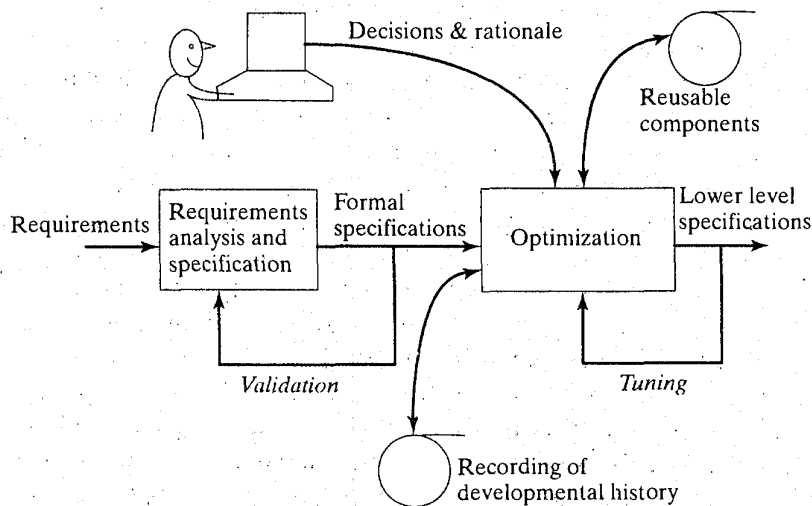 Decisions & rationale
Reusable
components
Requirements
Requirements
analysis and
specification
Formal
specifications
Optimization
Lower level
specifications
Validation
Tuning
Recording of
developmental history